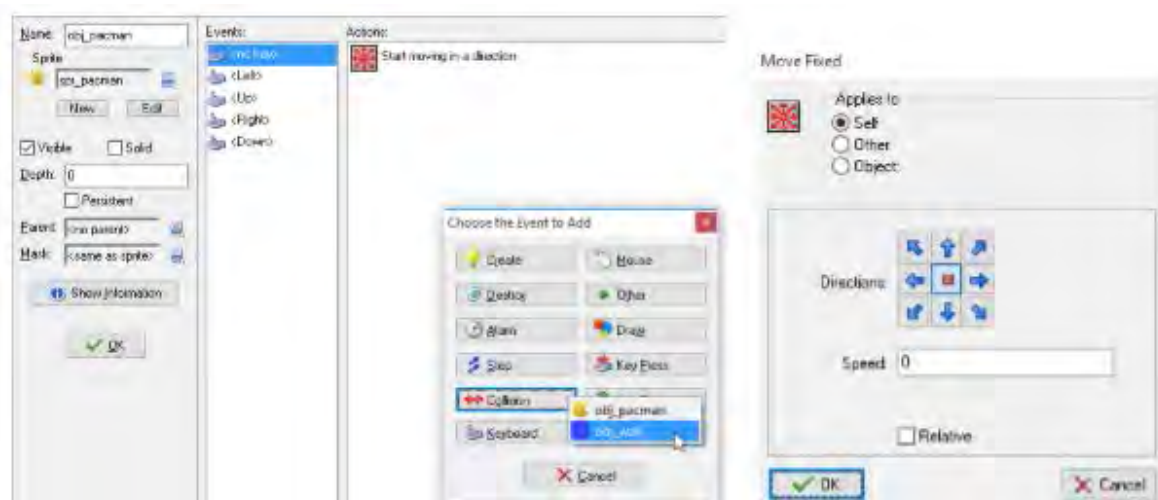 Name: obj_pacman
Sprite
spr_pacman
New
Edit
Visible
Solid
Depth: 0
Persistent
Parent: <no parent>
Mask: <same as sprite>
Show Information
OK
Events:
<no key>
<Left>
<Up>
<Right>
<Down>
Actions:
Start moving in a direction
Choose the Event to Add
Create
Mouse
Destroy
Other
Alarm
Draw
Step
Key Press
Collision
obj_pacman
Keyboard
Cancel
Move Fixed
Applies to
Self
Other
Object:
Directions:
Speed: 0
Relative
OK
Cancel